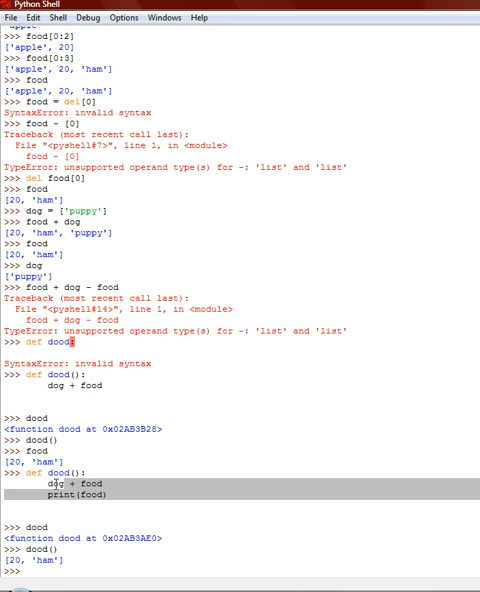 Python Shell
File Edit Shell Debug Options Windows Help
>>> food[0:2]
['apple', 20]
>>> food[0:3]
['apple', 20, 'ham']
>>> food
['apple', 20, 'ham']
>>> food = del[0]
SyntaxError: invalid syntax
>>> food - [0]
Traceback (most recent call last):
  File "<pyshell#7>", line 1, in <module>
    food - [0]
TypeError: unsupported operand type(s) for -: 'list' and 'list'
>>> del food[0]
>>> food
[20, 'ham']
>>> dog = ['puppy']
>>> food + dog
[20, 'ham', 'puppy']
>>> food
[20, 'ham']
>>> dog
['puppy']
>>> food + dog - food
Traceback (most recent call last):
  File "<pyshell#14>", line 1, in <module>
    food + dog - food
TypeError: unsupported operand type(s) for -: 'list' and 'list'
>>> def dood:
SyntaxError: invalid syntax
>>> def dood():
        dog + food
>>> dood
<function dood at 0x02AB3B28>
>>> dood()
>>> food
[20, 'ham']
>>> def dood():
        dog + food
        print(food)
>>> dood
<function dood at 0x02AB3AE0>
>>> dood()
[20, 'ham']
>>>